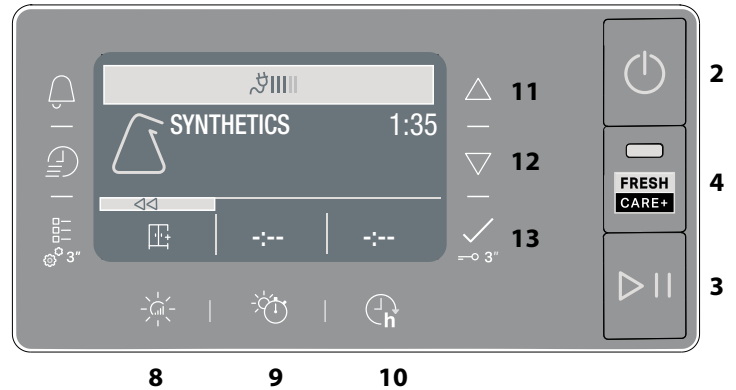 2
11
SYNTHETICS 1:35
12
FRESH
CARE+
4
-:-- -:--
13
3"
3"
3
h
8 9 10